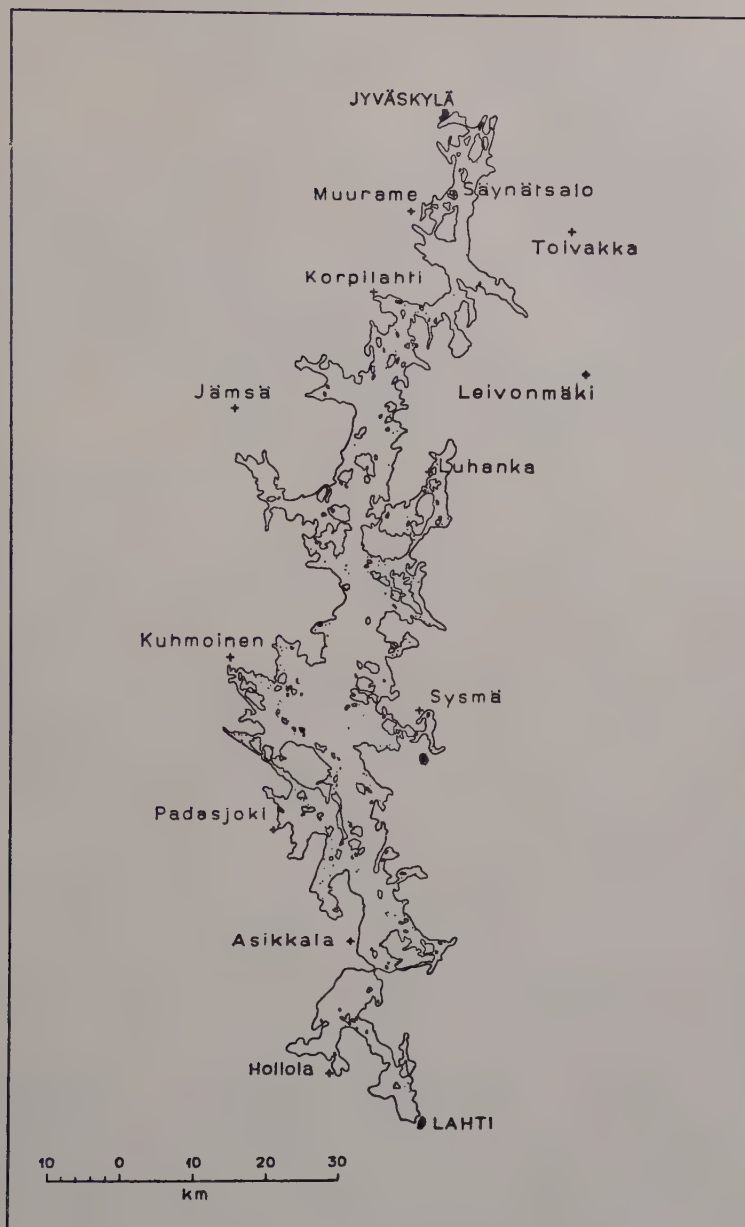 JYVÄSKYLÄ
Säynätsalo
Muurame
Toivakka
Korpilahti
Jämsä
Leivonmäki
Luhanka
Kuhmoinen
Sysmä
Padasjoki
Asikkala
Hollola
LAHTI
10 0 10 20 30
km